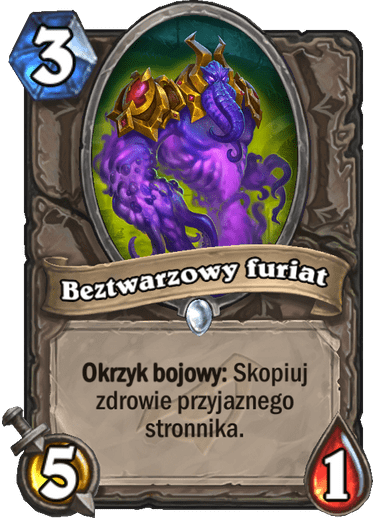 3
Beztwarzowy furiat
Okrzyk bojowy: Skopiuj
zdrowie przyjaznego
stronnika.
5
1